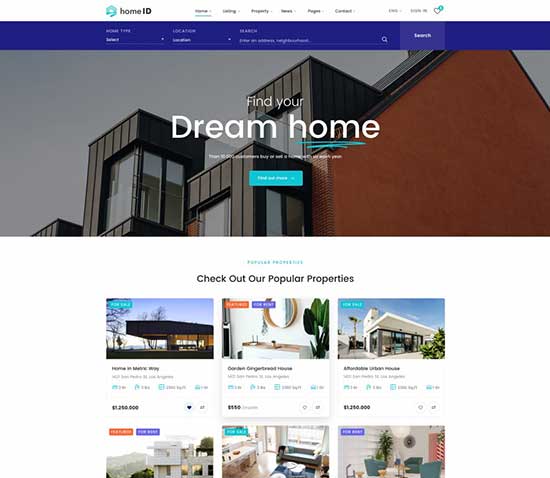 home ID
Home Listing Property News Pages Contact
ENG SIGN IN
HOME TYPE LOCATION SEARCH
Select Location Enter an address, neighbourhood...
Search
Find your
Dream home
Than 10.000 customers buy or sell a home with us each year.
Find out more
POPULAR PROPERTIES
Check Out Our Popular Properties
FOR SALE
FEATURED FOR RENT
FOR SALE
Home in Metric Way
1421 San Pedro St, Los Angeles
3 Br 3 Ba 2300 Sq.Ft 1 Gr
$1.250.000
Garden Gingerbread House
1421 San Pedro St, Los Angeles
3 Br 3 Ba 2300 Sq.Ft 1 Gr
$550 /month
Affordable Urban House
1421 San Pedro St, Los Angeles
3 Br 3 Ba 2300 Sq.Ft 1 Gr
$1.250.000
FEATURED FOR RENT
FOR SALE
FOR RENT